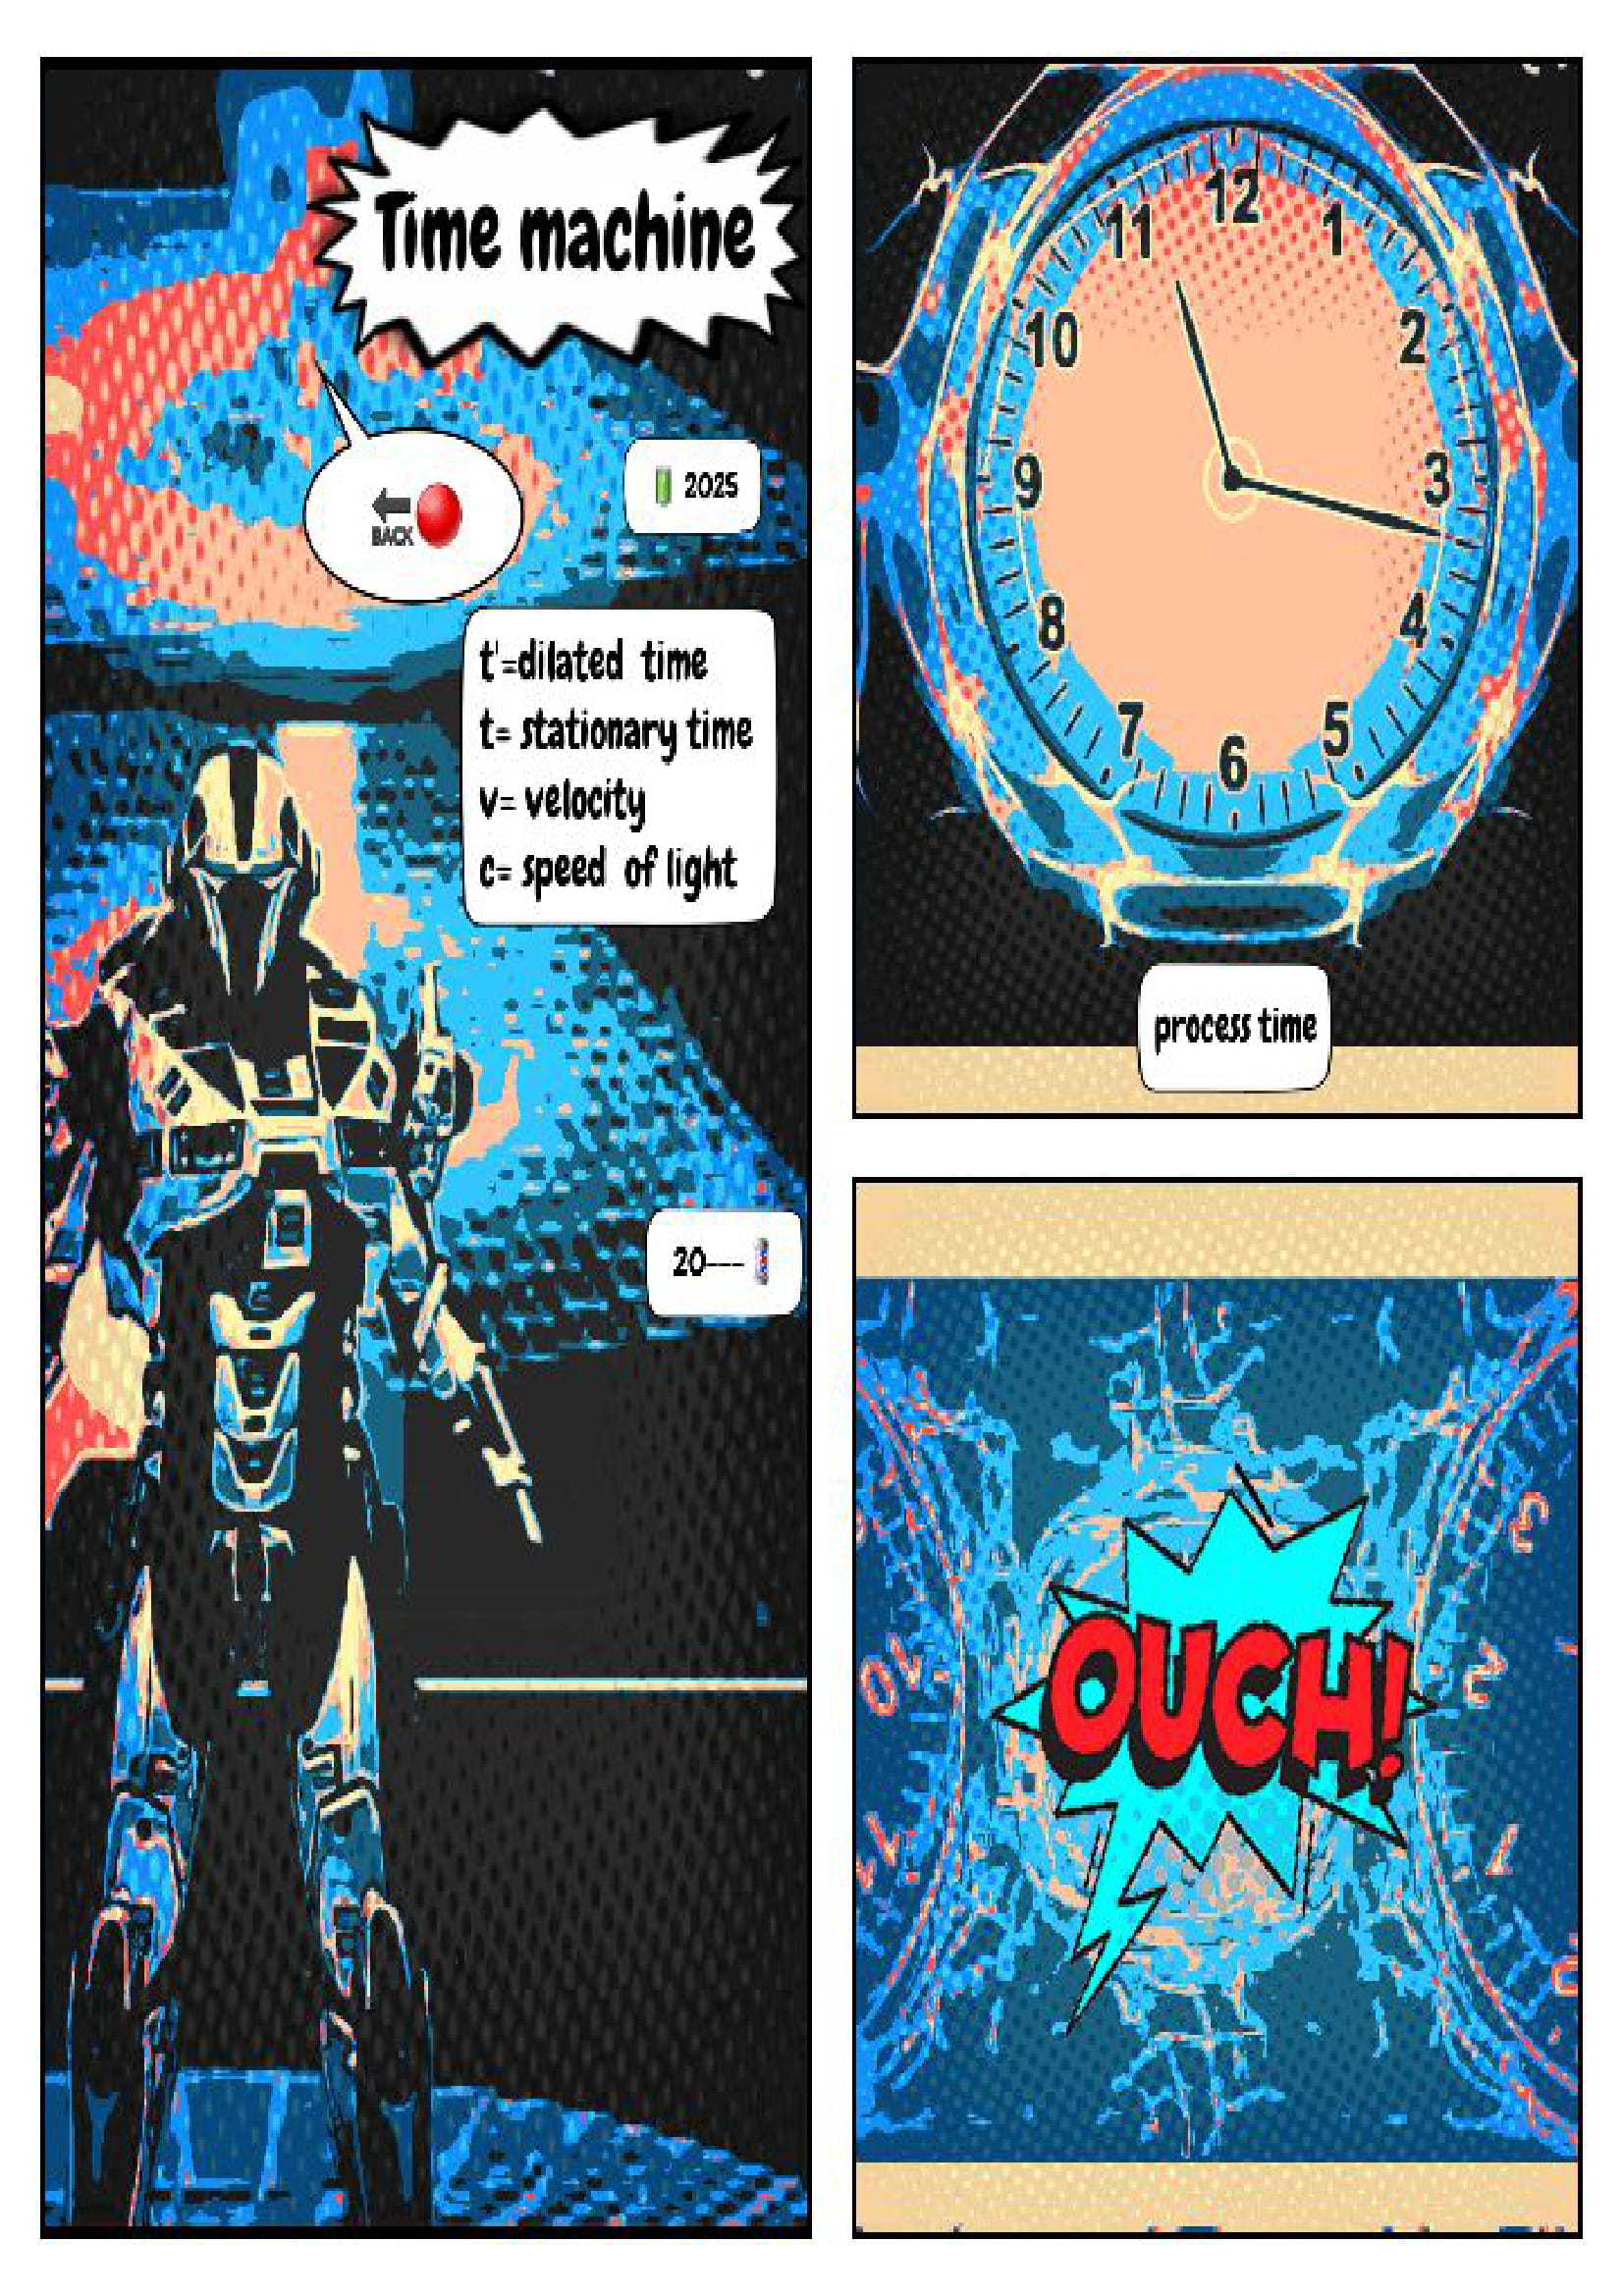 Time machine
BACK
2025
t'=dilated time
t= stationary time
v= velocity
c= speed of light
20---
12
11
1
10
2
9
3
8
4
7
5
6
process time
OUCH!